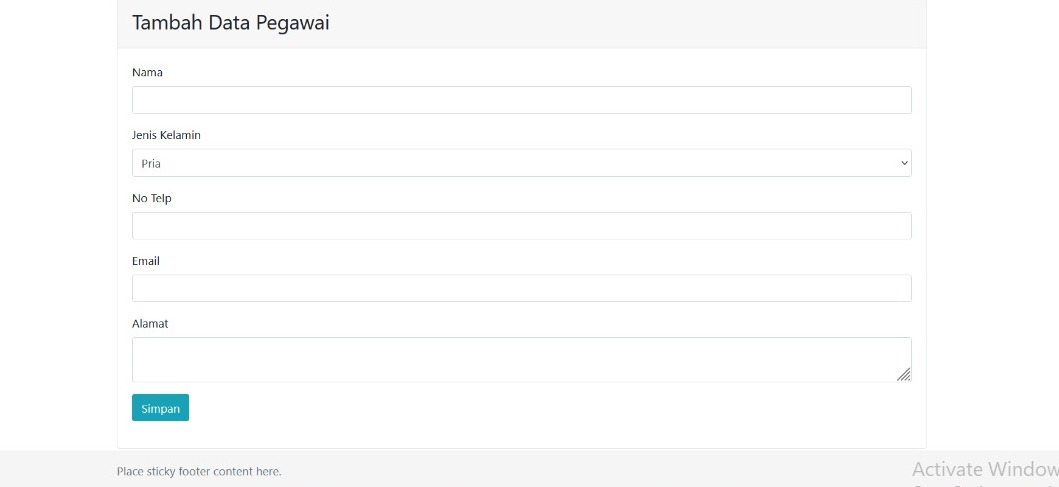 Tambah Data Pegawai
Nama
Jenis Kelamin
Pria
No Telp
Email
Alamat
Simpan
Place sticky footer content here.
Activate Window